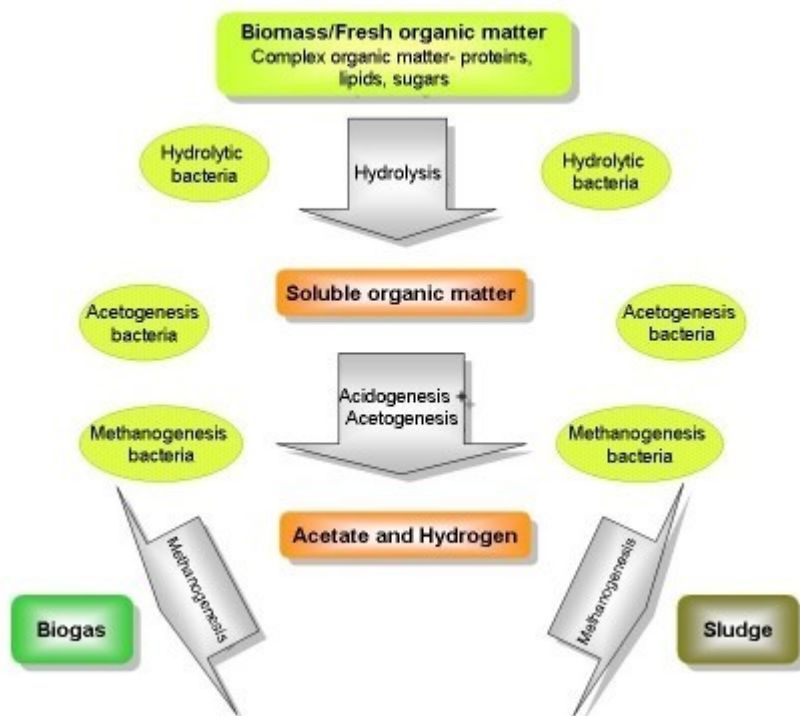 Biomass/Fresh organic matter
Complex organic matter- proteins,
lipids, sugars
Hydrolytic
bacteria
Hydrolysis
Hydrolytic
bacteria
Soluble organic matter
Acetogenesis
bacteria
Acetogenesis
bacteria
Acidogenesis +
Acetogenesis
Methanogenesis
bacteria
Methanogenesis
bacteria
Acetate and Hydrogen
Methanogenesis
Methanogenesis
Biogas
Sludge